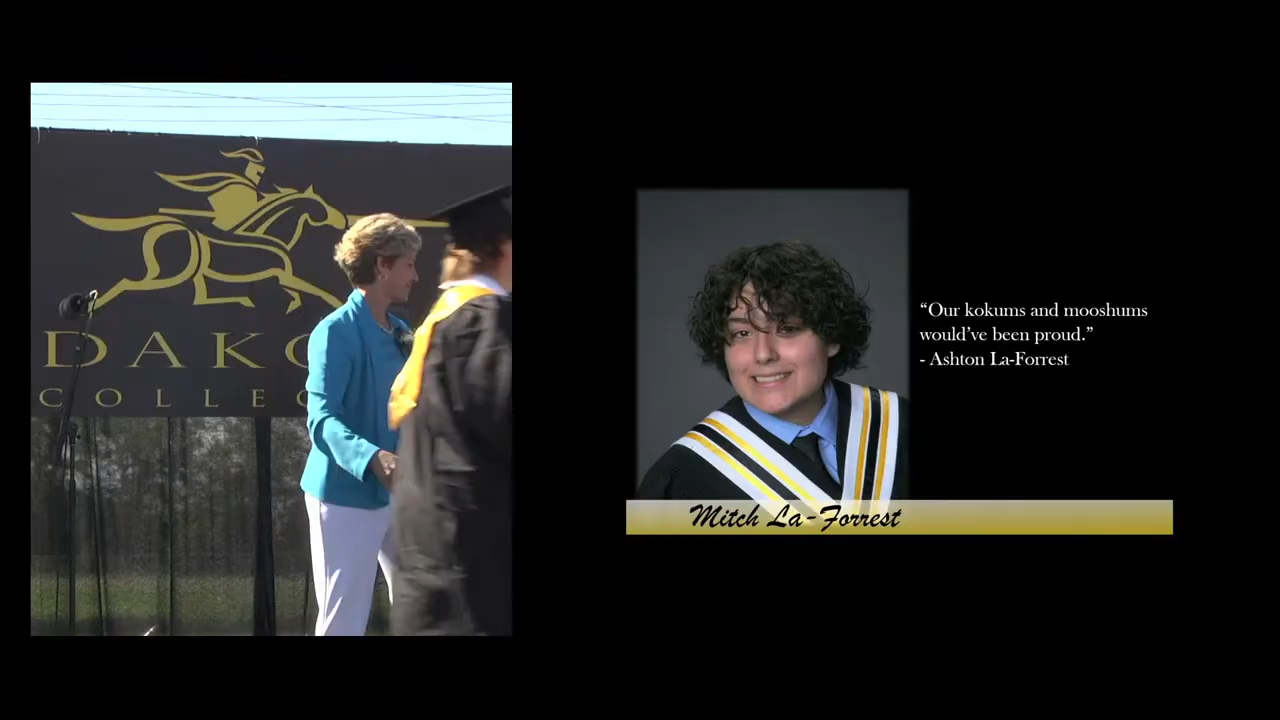 DAKO
COLLE
“Our kokums and mooshums
would’ve been proud.”
- Ashton La-Forrest
Mitch La-Forrest